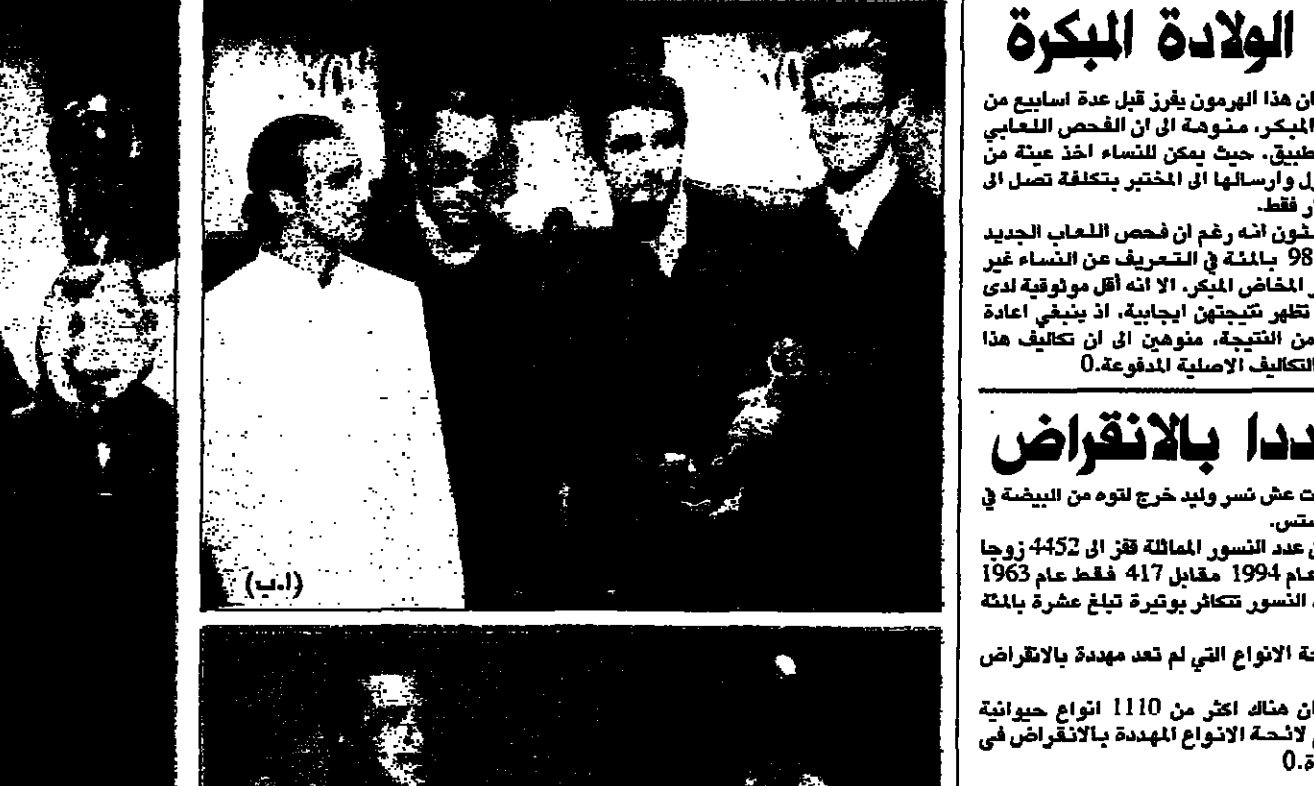 الولادة المبكرة
ان هذا الهرمون يفرز قبل عدة اسابيع من
المبكر، منوهة الى ان الفحص اللعابي
طبيق، حيث يمكن للنساء اخذ عينة من
ل وارسالها الى المختبر بتكلفة تصل الى
ر فقط.
نون انه رغم ان فحص اللعاب الجديد
98 بالمئة في التعريف عن النساء غير
المخاض المبكر، الا انه أقل موثوقية لدى
تظهر نتيجتهن ايجابية، اذ ينبغي اعادة
من النتيجة، منوهين الى ان تكاليف هذا
التكاليف الاصلية المدفوعة.0
ددا بالانقراض
ت عش نسر وليد خرج لتوه من البيضة في
ستس.
عدد النسور المماثلة قفز الى 4452 زوجا
عام 1994 مقابل 417 فقط عام 1963
النسور تتكاثر بوتيرة تبلغ عشرة بالمئة
حة الانواع التي لم تعد مهددة بالانقراض
ان هناك اكثر من 1110 انواع حيوانية
لائحة الانواع المهددة بالانقراض في
ة.0
(ا.ب)